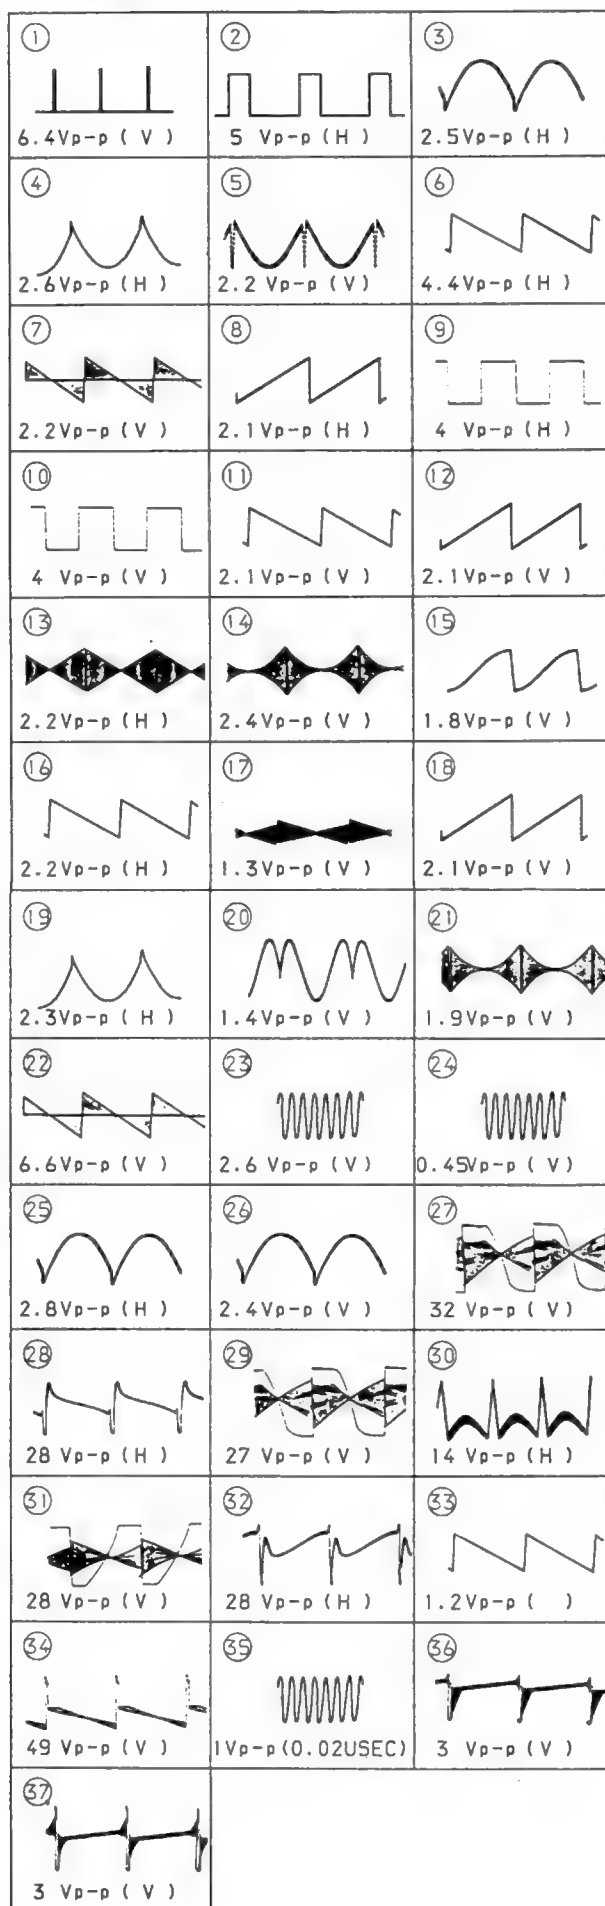 ① ② ③
6.4Vp-p (V) 5 Vp-p (H) 2.5Vp-p (H)
④ ⑤ ⑥
2.6Vp-p (H) 2.2 Vp-p (V) 4.4Vp-p (H)
⑦ ⑧ ⑨
2.2Vp-p (V) 2.1Vp-p (H) 4 Vp-p (H)
⑩ ⑪ ⑫
4 Vp-p (V) 2.1Vp-p (V) 2.1Vp-p (V)
⑬ ⑭ ⑮
2.2Vp-p (H) 2.4Vp-p (V) 1.8Vp-p (V)
⑯ ⑰ ⑱
2.2Vp-p (H) 1.3Vp-p (V) 2.1Vp-p (V)
⑲ ⑳ ㉑
2.3Vp-p (H) 1.4Vp-p (V) 1.9Vp-p (V)
㉒ ㉓ ㉔
6.6Vp-p (V) 2.6 Vp-p (V) 0.45Vp-p (V)
㉕ ㉖ ㉗
2.8Vp-p (H) 2.4Vp-p (V) 32 Vp-p (V)
㉘ ㉙ ㉚
28 Vp-p (H) 27 Vp-p (V) 14 Vp-p (H)
㉛ ㉜ ㉝
28 Vp-p (V) 28 Vp-p (H) 1.2Vp-p ( )
㉞ ㉟ ㊱
49 Vp-p (V) 1Vp-p(0.02USEC) 3 Vp-p (V)
㊲
3 Vp-p (V)